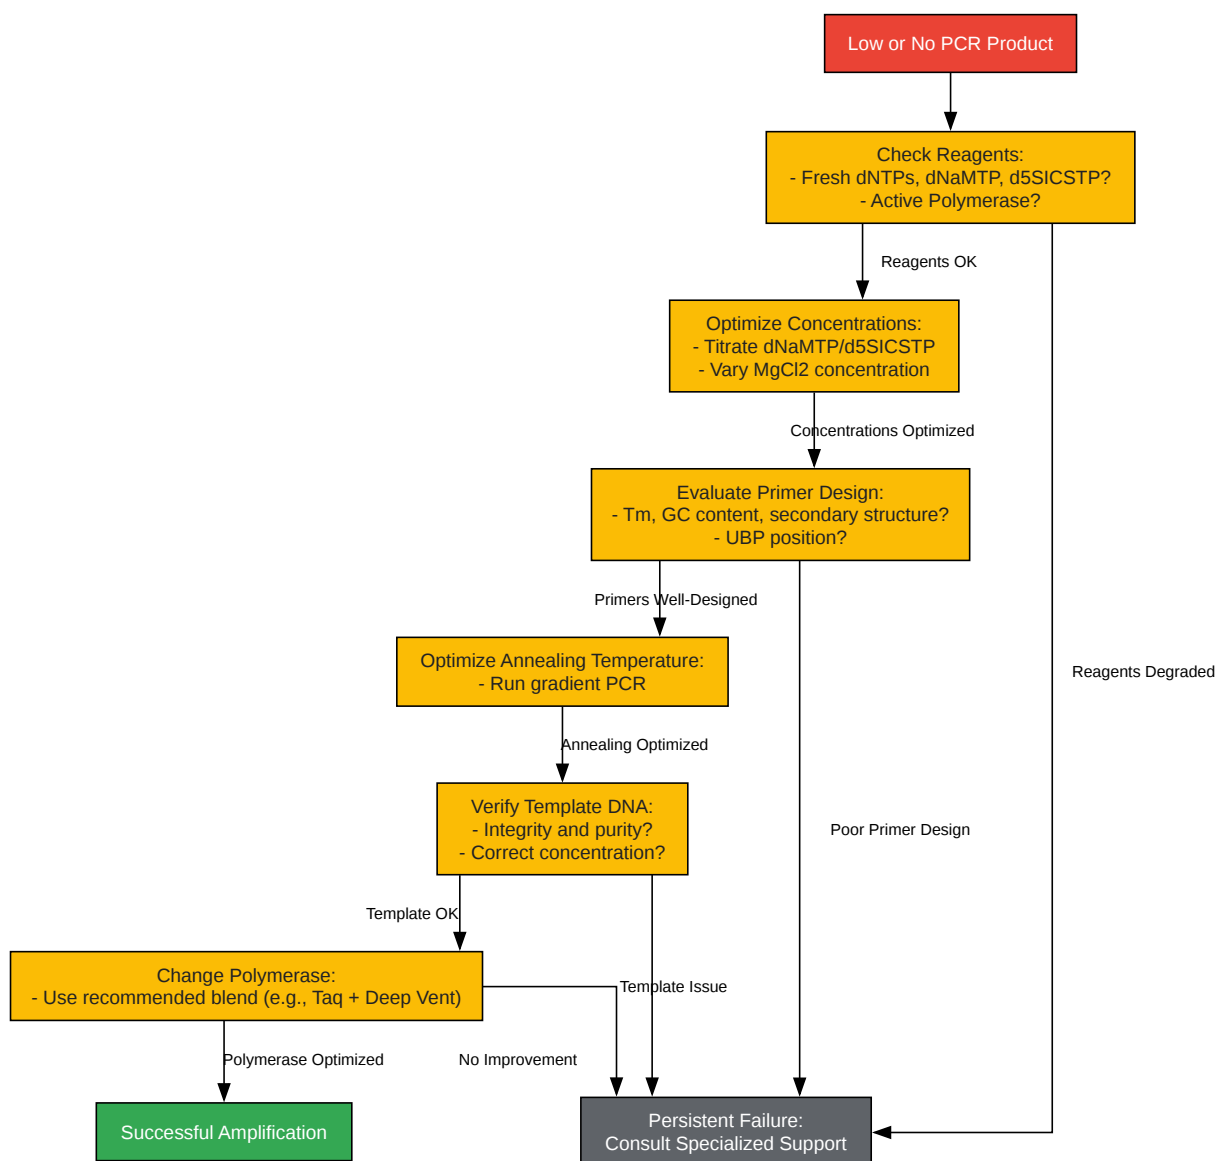 Low or No PCR Product
Check Reagents:
- Fresh dNTPs, dNaMTP, d5SICSTP?
- Active Polymerase?
Reagents OK
Optimize Concentrations:
- Titrate dNaMTP/d5SICSTP
- Vary MgCl2 concentration
Concentrations Optimized
Evaluate Primer Design:
- Tm, GC content, secondary structure?
- UBP position?
Primers Well-Designed
Optimize Annealing Temperature:
- Run gradient PCR
Reagents Degraded
Annealing Optimized
Verify Template DNA:
- Integrity and purity?
- Correct concentration?
Poor Primer Design
Template OK
Change Polymerase:
- Use recommended blend (e.g., Taq + Deep Vent)
Template Issue
Polymerase Optimized
No Improvement
Successful Amplification
Persistent Failure:
Consult Specialized Support